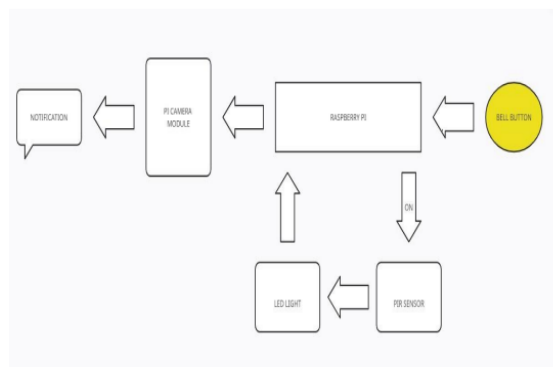 NOTIFICATION
PI CAMERA
MODULE
RASPBERRY PI
BELL BUTTON
ON
LED LIGHT
PIR SENSOR